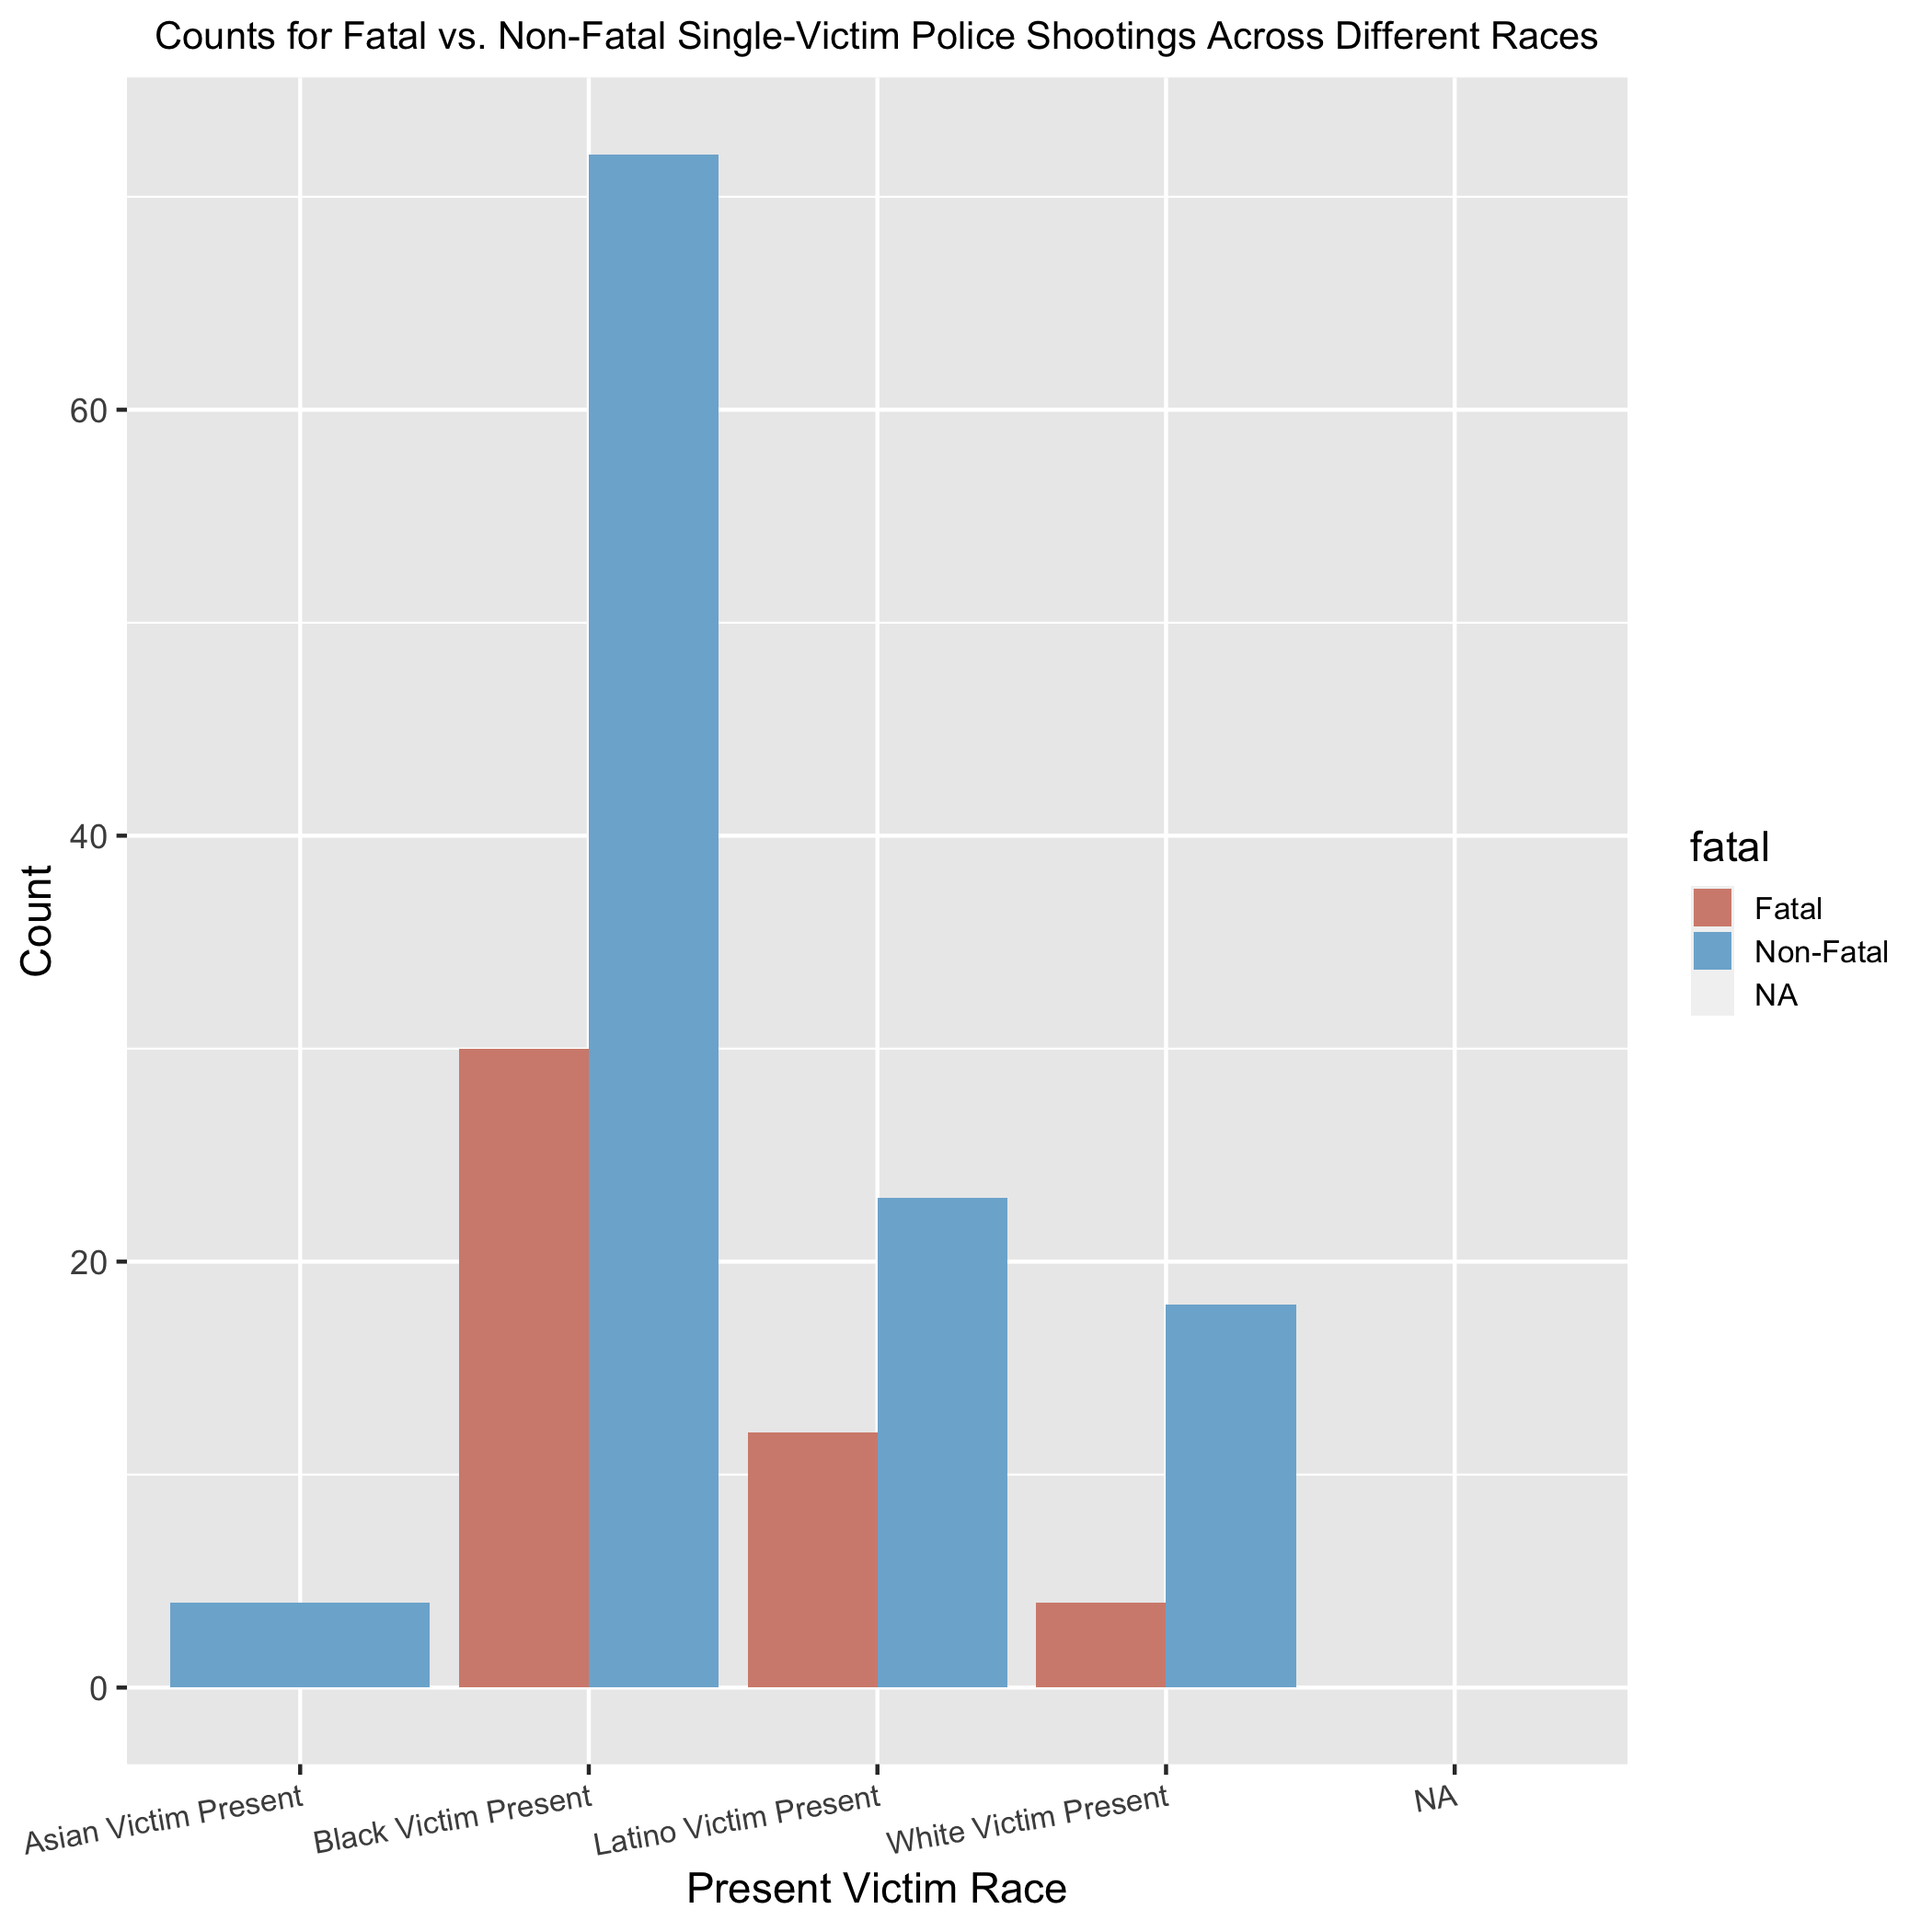 Counts for Fatal vs. Non-Fatal Single-Victim Police Shootings Across Different Races
60
40
20
0
Count
Asian Victim Present
Black Victim Present
Latino Victim Present
White Victim Present
NA
Present Victim Race
fatal
Fatal
Non-Fatal
NA